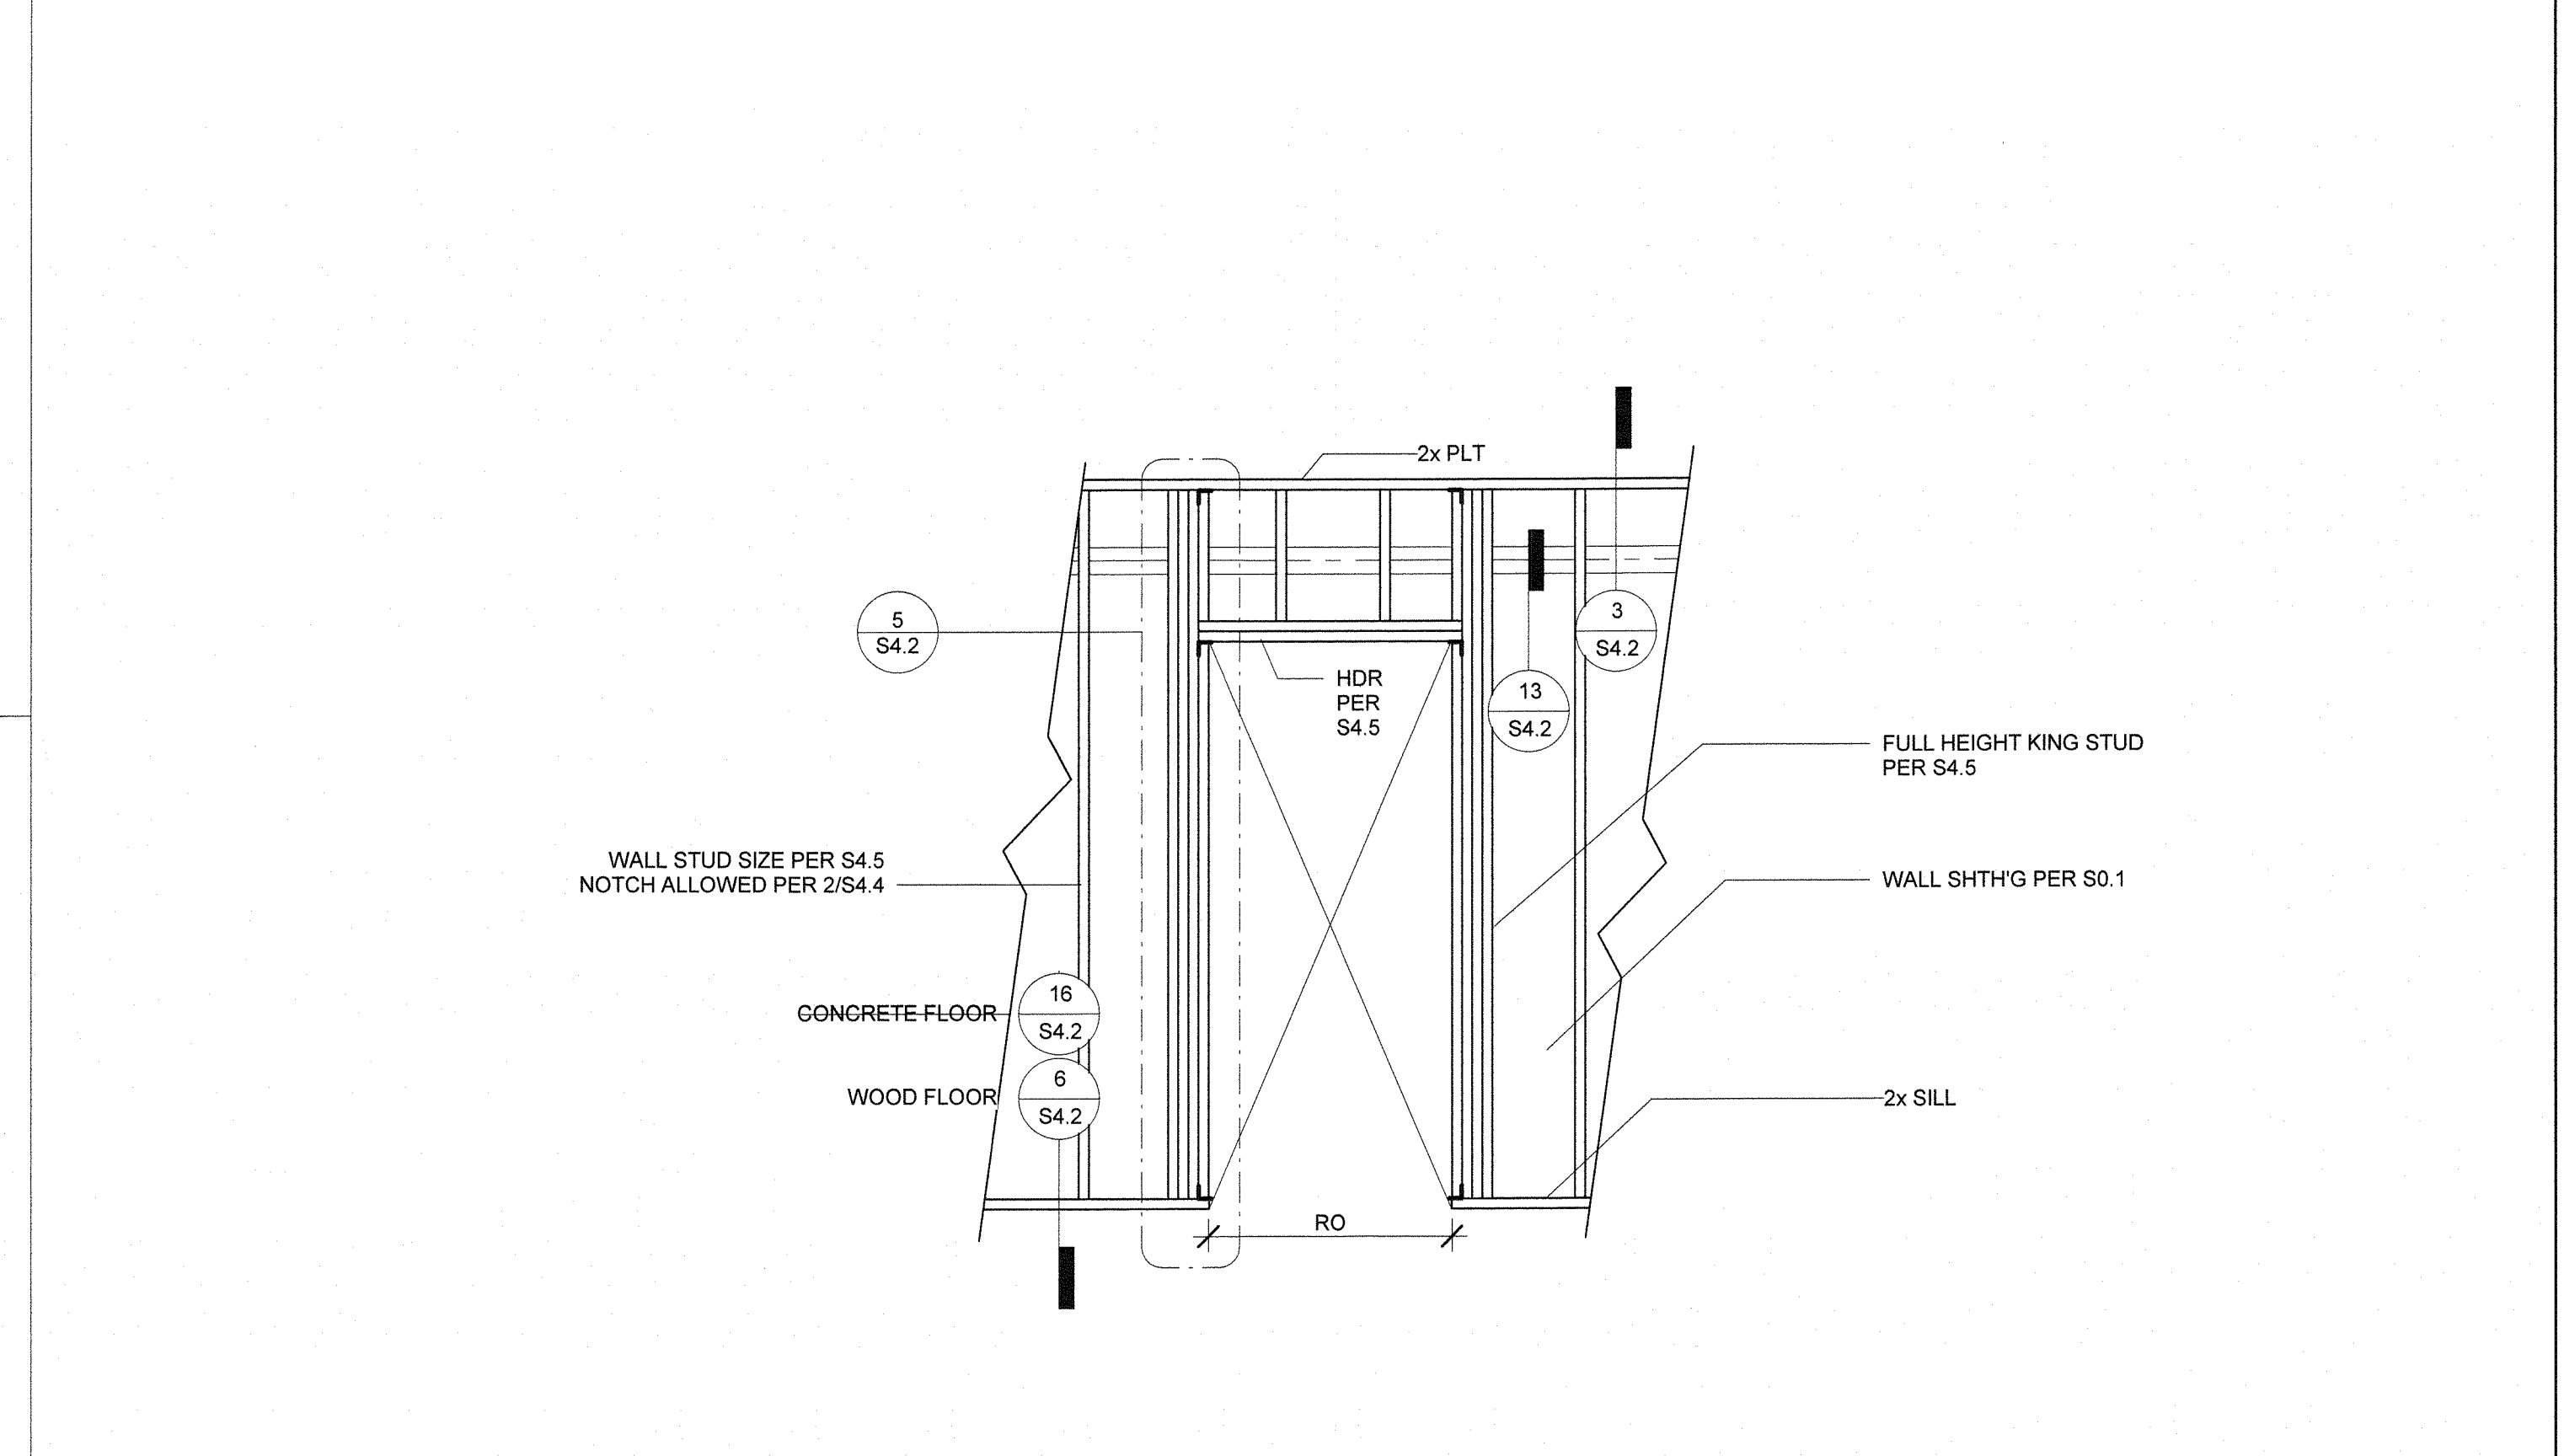 2x PLT
5
S4.2
3
S4.2
HDR
PER
S4.5
13
S4.2
FULL HEIGHT KING STUD
PER S4.5
WALL STUD SIZE PER S4.5
NOTCH ALLOWED PER 2/S4.4
WALL SHTH'G PER S0.1
CONCRETE FLOOR
16
S4.2
WOOD FLOOR
6
S4.2
2x SILL
RO